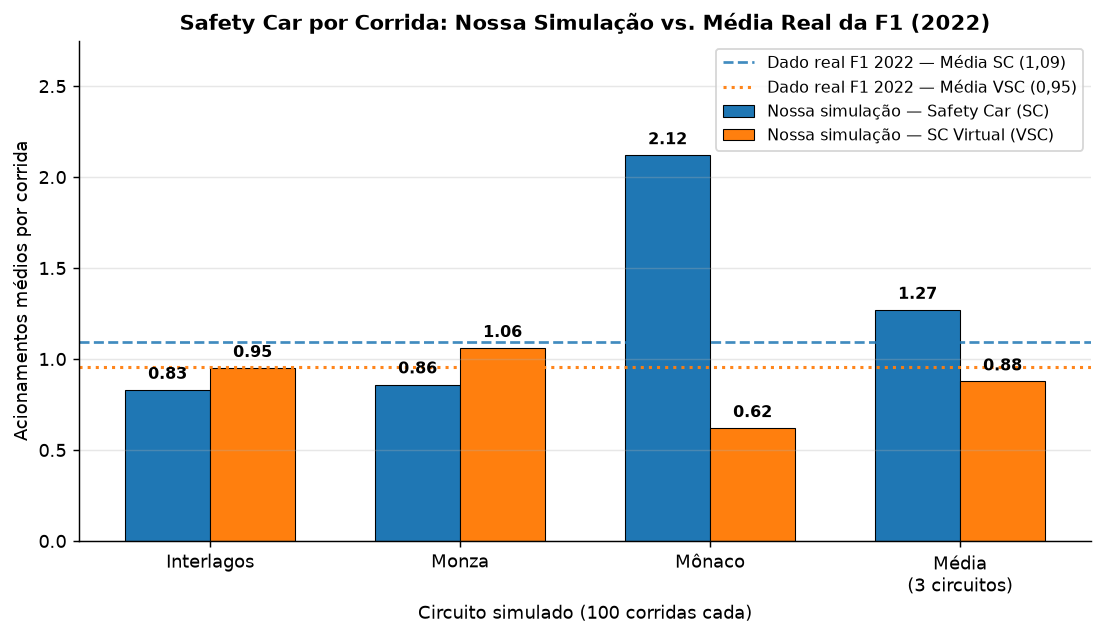 Safety Car por Corrida: Nossa Simulação vs. Média Real da F1 (2022)
Dado real F1 2022 — Média SC (1,09)
Dado real F1 2022 — Média VSC (0,95)
Nossa simulação — Safety Car (SC)
Nossa simulação — SC Virtual (VSC)
Acionamentos médios por corrida
2.5
2.0
1.5
1.0
0.5
0.0
0.83
0.95
0.86
1.06
2.12
0.62
1.27
0.88
Interlagos
Monza
Mônaco
Média
(3 circuitos)
Circuito simulado (100 corridas cada)